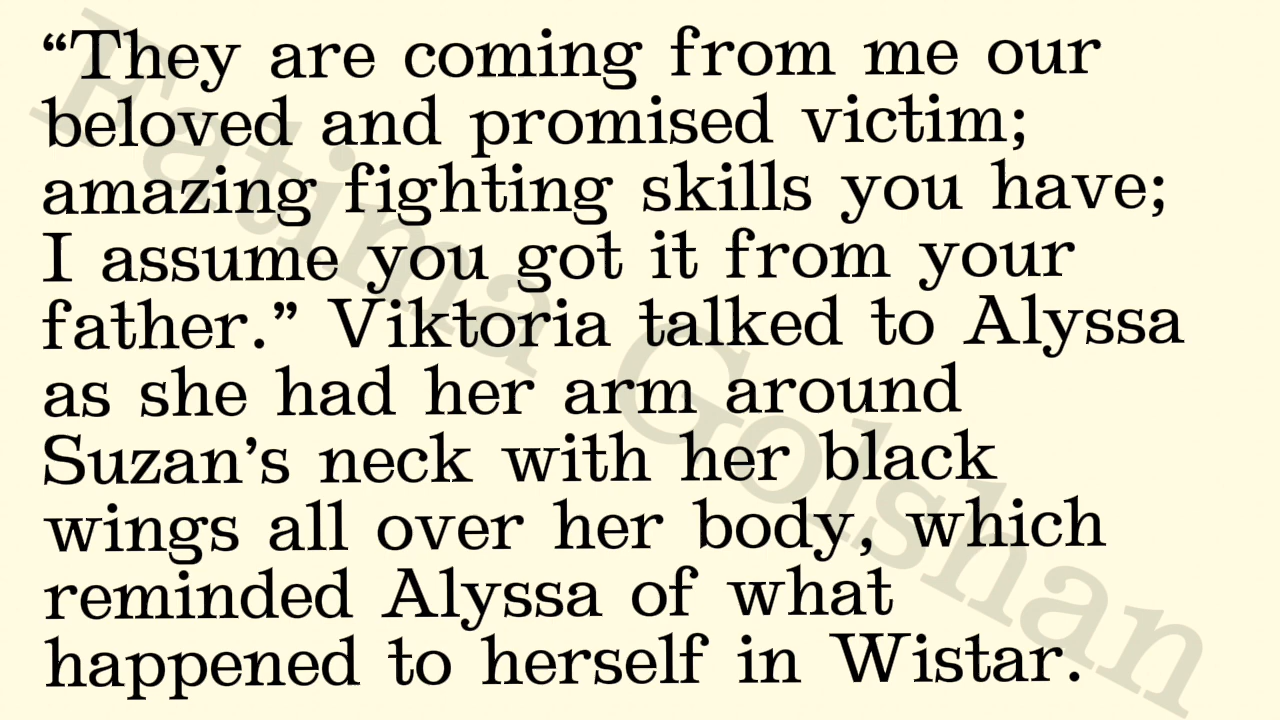 “They are coming from me our
beloved and promised victim;
amazing fighting skills you have;
I assume you got it from your
father.” Viktoria talked to Alyssa
as she had her arm around
Suzan’s neck with her black
wings all over her body, which
reminded Alyssa of what
happened to herself in Wistar.
Fatima Golshan